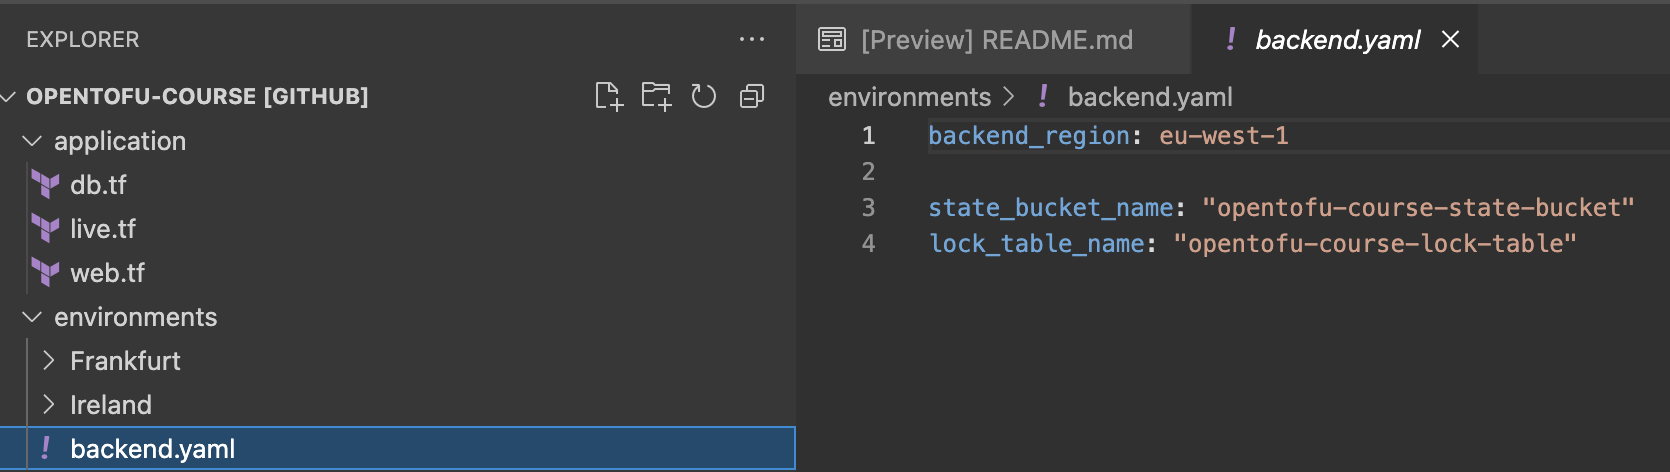 EXPLORER
OPENTOFU-COURSE [GITHUB]
application
db.tf
live.tf
web.tf
environments
Frankfurt
Ireland
backend.yaml
[Preview] README.md
backend.yaml
environments > ! backend.yaml
1 backend_region: eu-west-1
2
3 state_bucket_name: "opentofu-course-state-bucket"
4 lock_table_name: "opentofu-course-lock-table"